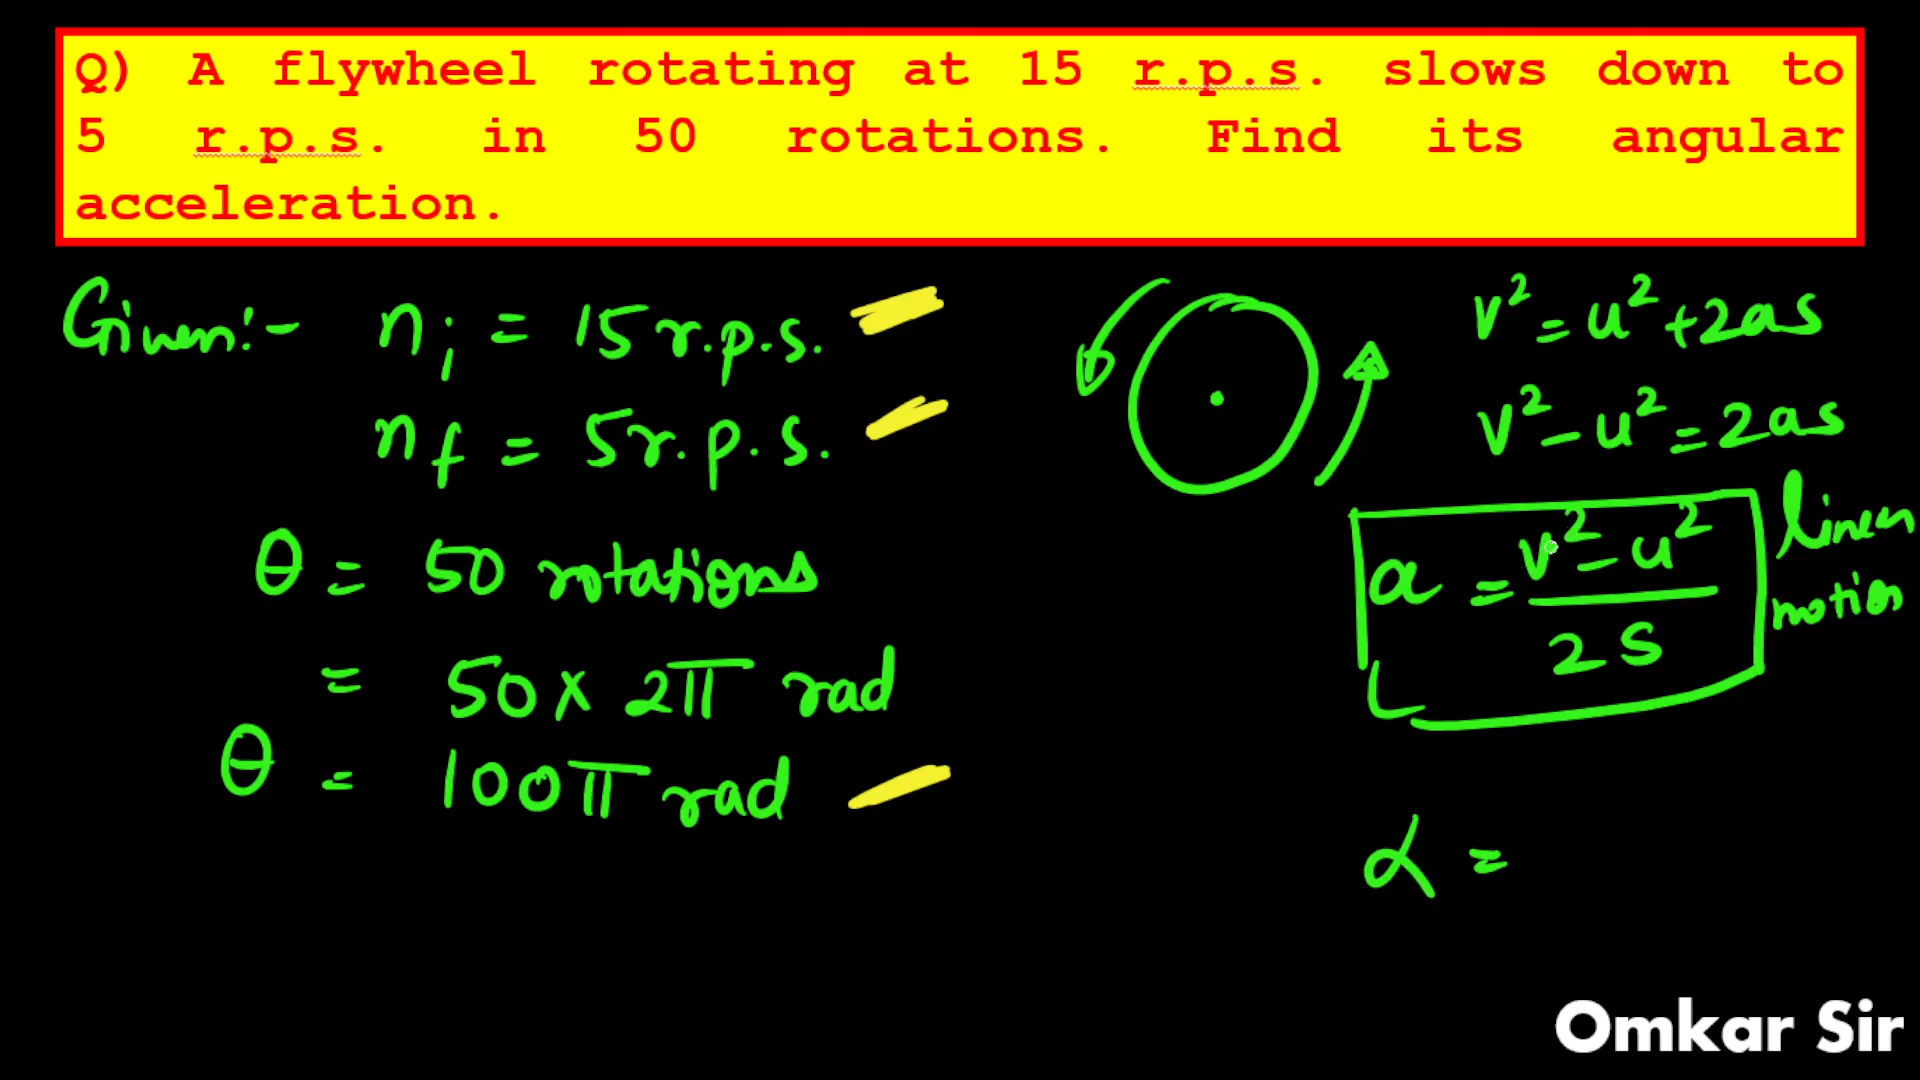 Q) A flywheel rotating at 15 r.p.s. slows down to
5 r.p.s. in 50 rotations. Find its angular
acceleration.
Given:- nᵢ = 15 r.p.s.
n_f = 5 r.p.s.
θ = 50 rotations
= 50 × 2π rad
θ = 100π rad
v² = u² + 2as
v² - u² = 2as
a = (v² - u²) / 2s
linear
motion
α =
Omkar Sir